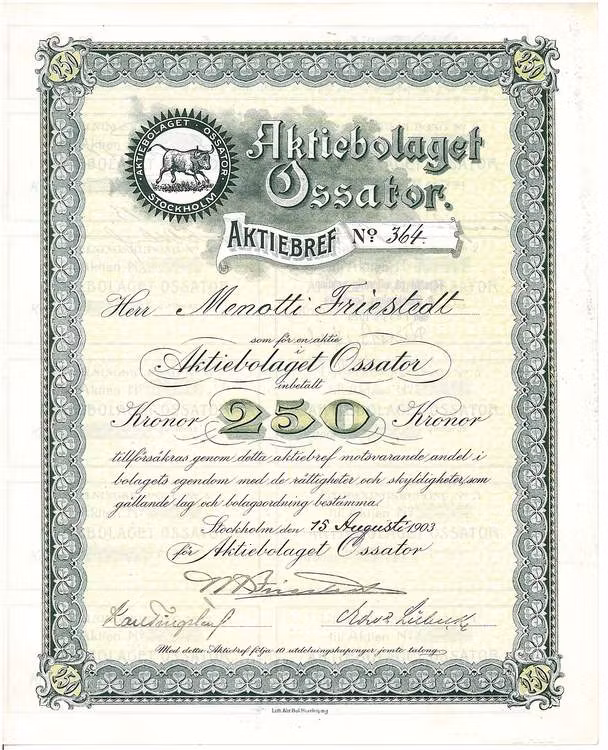 250 250
AKTIEBOLAGET OSSATOR
STOCKHOLM
Aktiebolaget
Ossator.
AKTIEBREF No 364.
Herr Menotti Friestedt
som för en aktie
i
Aktiebolaget Ossator
inbetalt
Kronor 250 Kronor
tillförsäkras genom detta aktiebref motsvarande andel i
bolagets egendom med de rättigheter och skyldigheter, som
gällande lag och bolagsordning bestämma.
Stockholm den 15 Augusti 1903
för Aktiebolaget Ossator
Med detta Aktiebref följa 10 utdelningskuponger jemte talong.
250 250